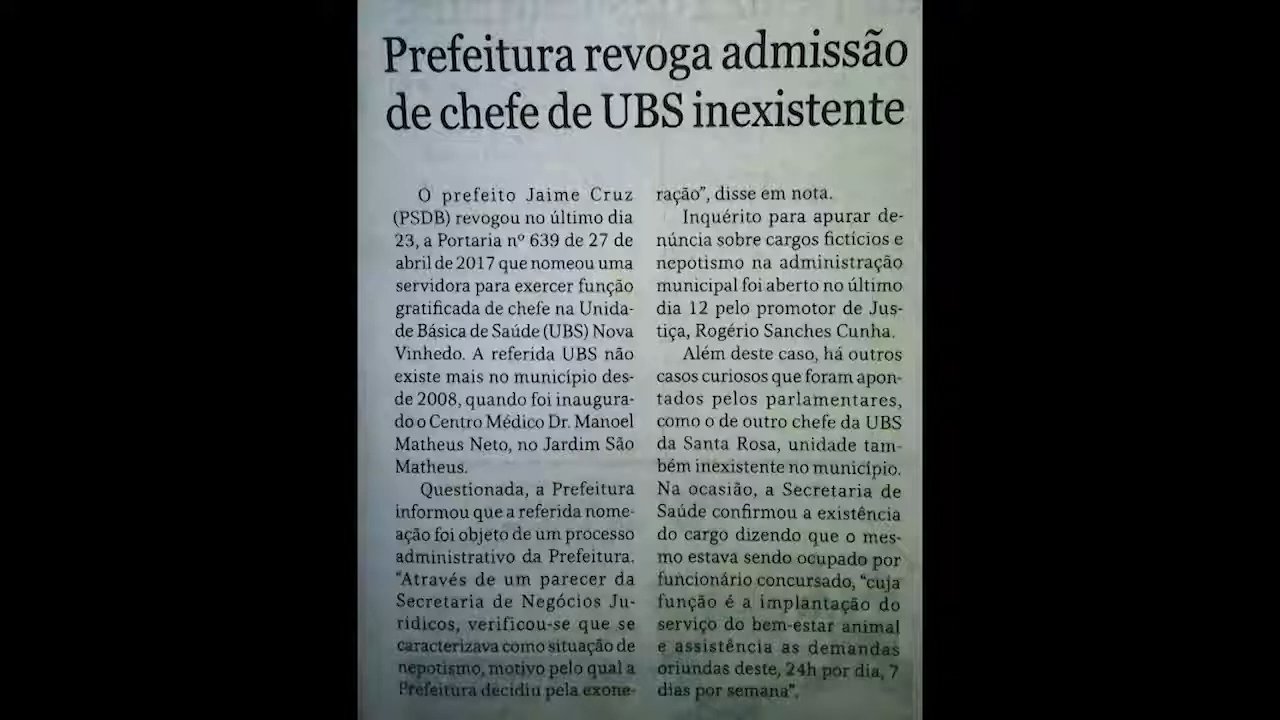 Prefeitura revoga admissão
de chefe de UBS inexistente
O prefeito Jaime Cruz
(PSDB) revogou no último dia
23, a Portaria nº 639 de 27 de
abril de 2017 que nomeou uma
servidora para exercer função
gratificada de chefe na Unida-
de Básica de Saúde (UBS) Nova
Vinhedo. A referida UBS não
existe mais no município des-
de 2008, quando foi inaugura-
do o Centro Médico Dr. Manoel
Matheus Neto, no Jardim São
Matheus.
Questionada, a Prefeitura
informou que a referida nome-
ação foi objeto de um processo
administrativo da Prefeitura.
“Através de um parecer da
Secretaria de Negócios Ju-
rídicos, verificou-se que se
caracterizava como situação de
nepotismo, motivo pelo qual a
Prefeitura decidiu pela exone-
ração”, disse em nota.
Inquérito para apurar de-
núncia sobre cargos fictícios e
nepotismo na administração
municipal foi aberto no último
dia 12 pelo promotor de Jus-
tiça, Rogério Sanches Cunha.
Além deste caso, há outros
casos curiosos que foram apon-
tados pelos parlamentares,
como o de outro chefe da UBS
da Santa Rosa, unidade tam-
bém inexistente no município.
Na ocasião, a Secretaria de
Saúde confirmou a existência
do cargo dizendo que o mes-
mo estava sendo ocupado por
funcionário concursado, “cuja
função é a implantação do
serviço do bem-estar animal
e assistência as demandas
oriundas deste, 24h por dia, 7
dias por semana”.